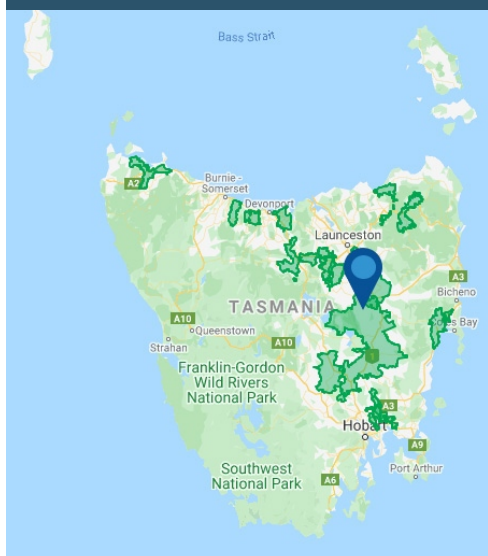 Bass Strait
A2
Burnie -
Somerset
Devonport
Launceston
A3
Bicheno
TASMANIA
A10
Queenstown
Strahan
A10
1
Franklin-Gordon
Wild Rivers
National Park
A3
Hobart
A9
Southwest
National Park
A6
Port Arthur